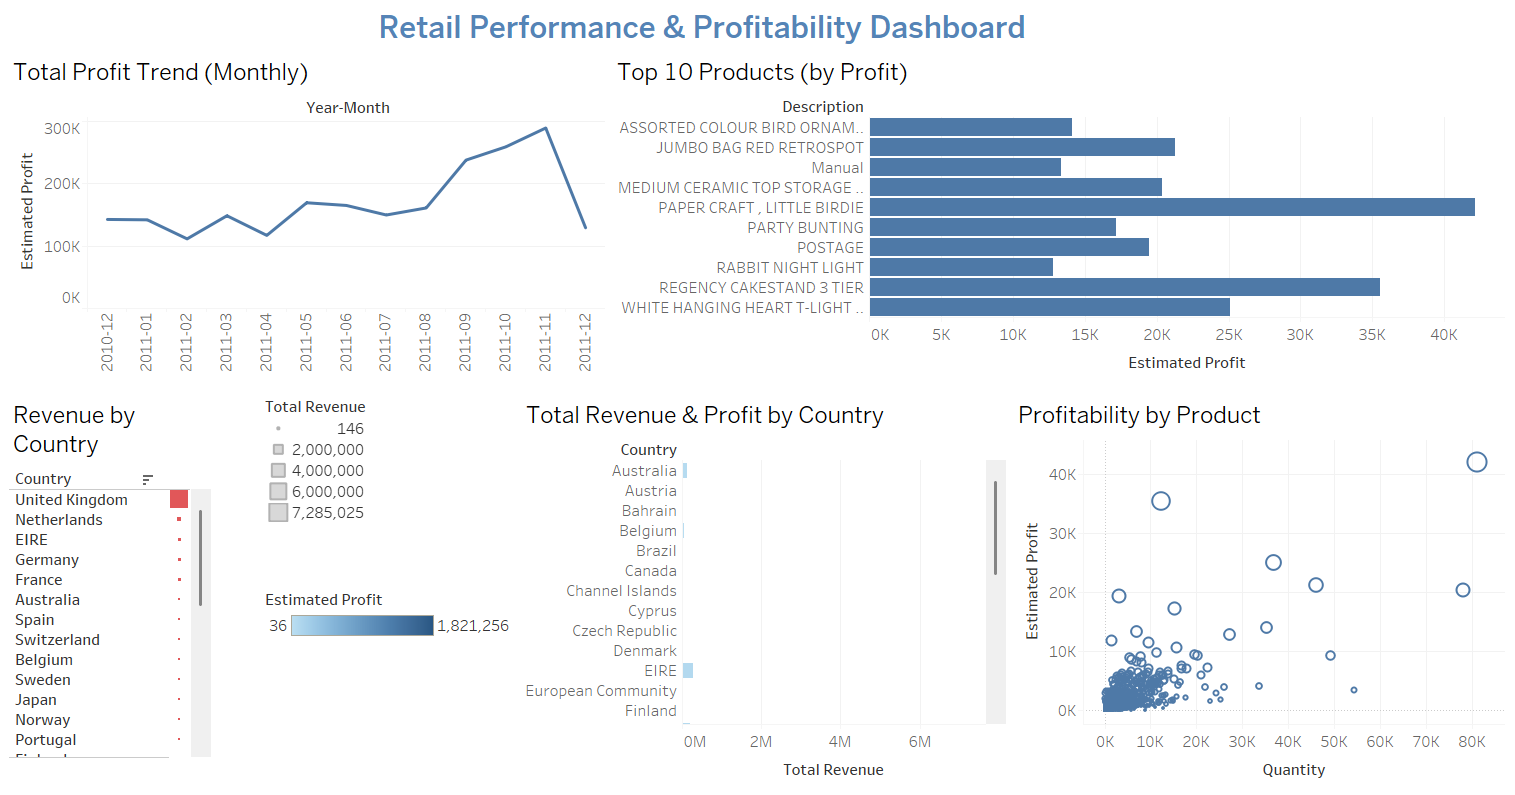 Retail Performance & Profitability Dashboard
Total Profit Trend (Monthly)
Year-Month
Estimated Profit
300K
200K
100K
0K
2010-12
2011-01
2011-02
2011-03
2011-04
2011-05
2011-06
2011-07
2011-08
2011-09
2011-10
2011-11
2011-12
Top 10 Products (by Profit)
Description
ASSORTED COLOUR BIRD ORNAM..
JUMBO BAG RED RETROSPOT
Manual
MEDIUM CERAMIC TOP STORAGE ..
PAPER CRAFT , LITTLE BIRDIE
PARTY BUNTING
POSTAGE
RABBIT NIGHT LIGHT
REGENCY CAKESTAND 3 TIER
WHITE HANGING HEART T-LIGHT ..
0K 5K 10K 15K 20K 25K 30K 35K 40K
Estimated Profit
Revenue by
Country
Country
United Kingdom
Netherlands
EIRE
Germany
France
Australia
Spain
Switzerland
Belgium
Sweden
Japan
Norway
Portugal
Total Revenue
146
2,000,000
4,000,000
6,000,000
7,285,025
Estimated Profit
36 1,821,256
Total Revenue & Profit by Country
Country
Australia
Austria
Bahrain
Belgium
Brazil
Canada
Channel Islands
Cyprus
Czech Republic
Denmark
EIRE
European Community
Finland
0M 2M 4M 6M
Total Revenue
Profitability by Product
Estimated Profit
40K
30K
20K
10K
0K
0K 10K 20K 30K 40K 50K 60K 70K 80K
Quantity